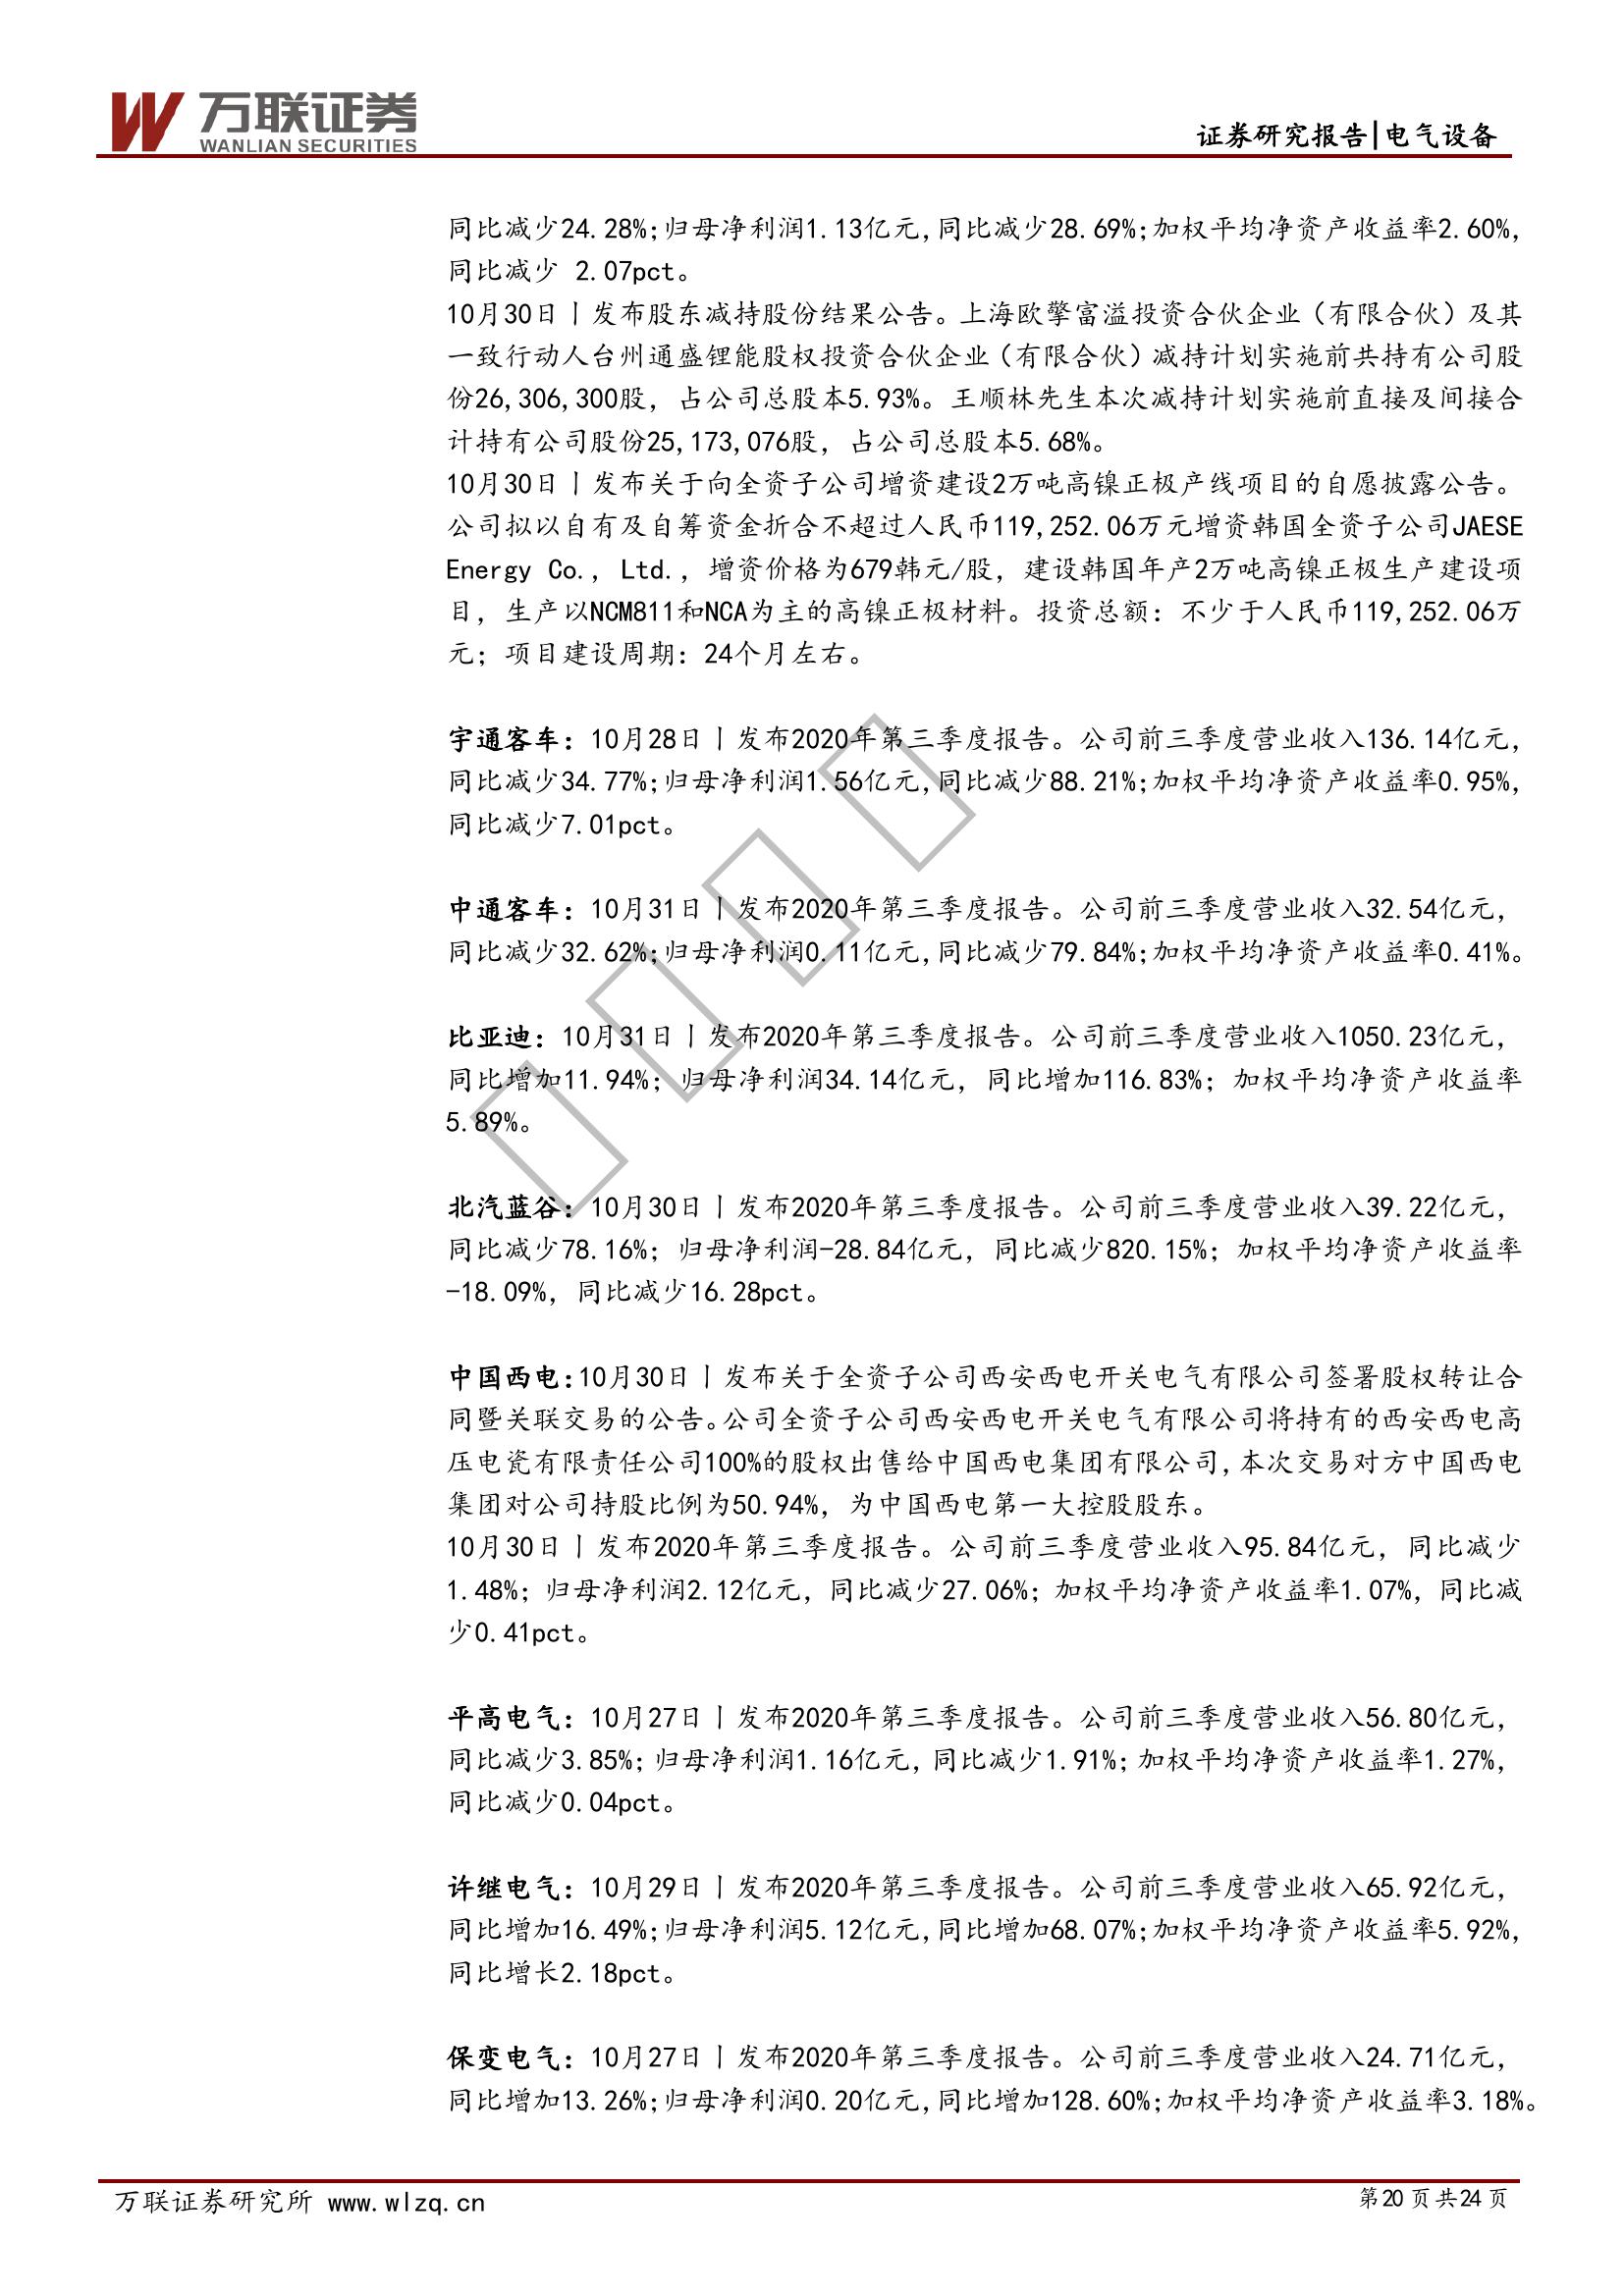 万联证券
WANLIAN SECURITIES
证券研究报告|电气设备
同比减少24.28%;归母净利润1.13亿元,同比减少28.69%;加权平均净资产收益率2.60%,
同比减少 2.07pct。
10月30日丨发布股东减持股份结果公告。上海欧擎富溢投资合伙企业（有限合伙）及其
一致行动人台州通盛锂能股权投资合伙企业（有限合伙）减持计划实施前共持有公司股
份26,306,300股，占公司总股本5.93%。王顺林先生本次减持计划实施前直接及间接合
计持有公司股份25,173,076股，占公司总股本5.68%。
10月30日丨发布关于向全资子公司增资建设2万吨高镍正极产线项目的自愿披露公告。
公司拟以自有及自筹资金折合不超过人民币119,252.06万元增资韩国全资子公司JAESE
Energy Co., Ltd.，增资价格为679韩元/股，建设韩国年产2万吨高镍正极生产建设项
目，生产以NCM811和NCA为主的高镍正极材料。投资总额：不少于人民币119,252.06万
元；项目建设周期：24个月左右。
宇通客车：10月28日丨发布2020年第三季度报告。公司前三季度营业收入136.14亿元，
同比减少34.77%;归母净利润1.56亿元,同比减少88.21%;加权平均净资产收益率0.95%,
同比减少7.01pct。
中通客车：10月31日丨发布2020年第三季度报告。公司前三季度营业收入32.54亿元，
同比减少32.62%;归母净利润0.11亿元,同比减少79.84%;加权平均净资产收益率0.41%。
比亚迪：10月31日丨发布2020年第三季度报告。公司前三季度营业收入1050.23亿元，
同比增加11.94%；归母净利润34.14亿元，同比增加116.83%；加权平均净资产收益率
5.89%。
北汽蓝谷：10月30日丨发布2020年第三季度报告。公司前三季度营业收入39.22亿元，
同比减少78.16%；归母净利润-28.84亿元，同比减少820.15%；加权平均净资产收益率
-18.09%，同比减少16.28pct。
中国西电:10月30日丨发布关于全资子公司西安西电开关电气有限公司签署股权转让合
同暨关联交易的公告。公司全资子公司西安西电开关电气有限公司将持有的西安西电高
压电瓷有限责任公司100%的股权出售给中国西电集团有限公司,本次交易对方中国西电
集团对公司持股比例为50.94%，为中国西电第一大控股股东。
10月30日丨发布2020年第三季度报告。公司前三季度营业收入95.84亿元，同比减少
1.48%；归母净利润2.12亿元，同比减少27.06%；加权平均净资产收益率1.07%，同比减
少0.41pct。
平高电气：10月27日丨发布2020年第三季度报告。公司前三季度营业收入56.80亿元，
同比减少3.85%；归母净利润1.16亿元，同比减少1.91%；加权平均净资产收益率1.27%，
同比减少0.04pct。
许继电气：10月29日丨发布2020年第三季度报告。公司前三季度营业收入65.92亿元，
同比增加16.49%;归母净利润5.12亿元,同比增加68.07%;加权平均净资产收益率5.92%,
同比增长2.18pct。
保变电气：10月27日丨发布2020年第三季度报告。公司前三季度营业收入24.71亿元，
同比增加13.26%;归母净利润0.20亿元,同比增加128.60%;加权平均净资产收益率3.18%。
万联证券研究所 www.wlzq.cn
第20页共24页